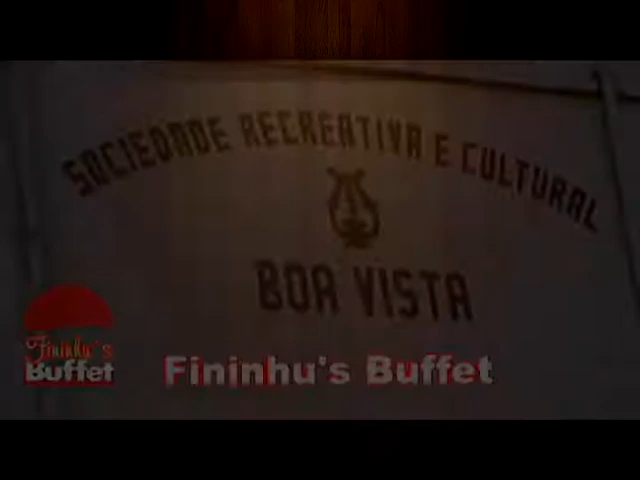 SOCIEDADE RECREATIVA E CULTURAL
BOA VISTA
Fininhu's
Buffet
Fininhu's Buffet